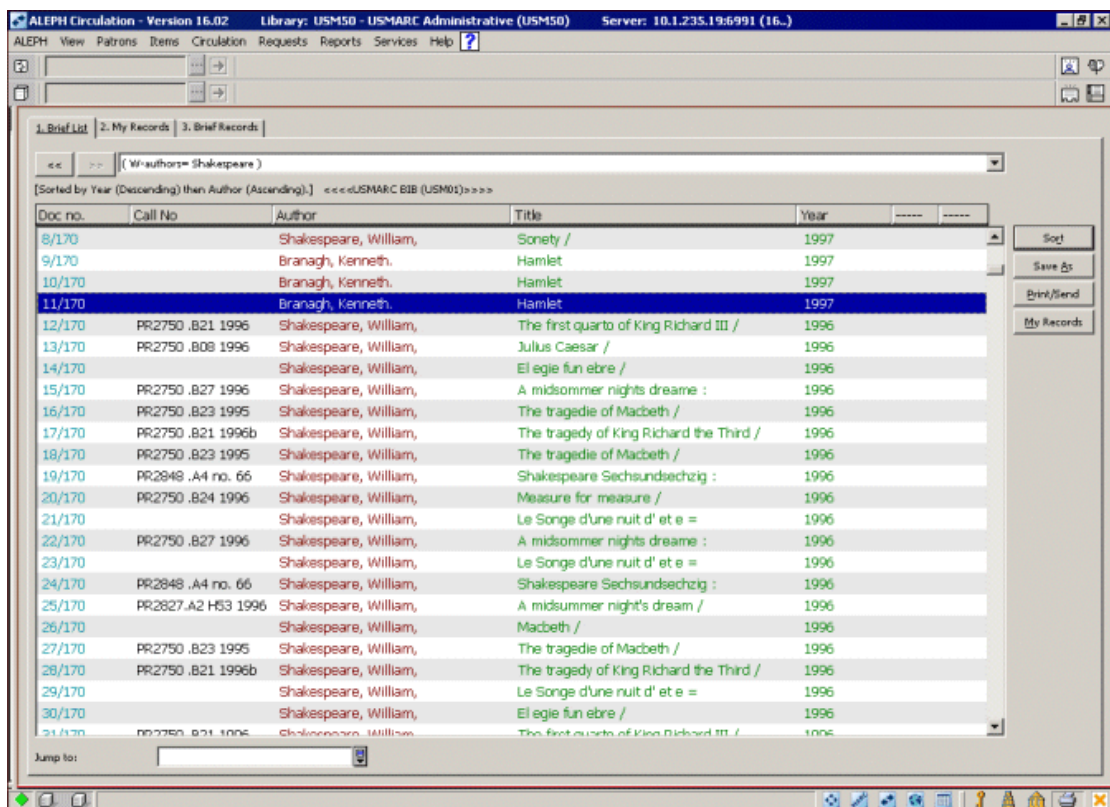 ALEPH Circulation - Version 16.02 Library: USM50 - USMARC Administrative (USM50) Server: 10.1.235.19:6991 (16..)
ALEPH View Patrons Items Circulation Requests Reports Services Help ?
1. Brief List 2. My Records 3. Brief Records
<< >> ( W-authors= Shakespeare )
[Sorted by Year (Descending) then Author (Ascending).] <<<<USMARC BIB (USM01)>>>>
Doc no. Call No Author Title Year ----- -----
8/170 Shakespeare, William, Sonety / 1997 Sort
9/170 Branagh, Kenneth. Hamlet 1997 Save As
10/170 Branagh, Kenneth. Hamlet 1997 Print/Send
11/170 Branagh, Kenneth. Hamlet 1997
12/170 PR2750 .B21 1996 Shakespeare, William, The first quarto of King Richard III / 1996 My Records
13/170 PR2750 .B08 1996 Shakespeare, William, Julius Caesar / 1996
14/170 Shakespeare, William, El egie fun ebre / 1996
15/170 PR2750 .B27 1996 Shakespeare, William, A midsommer nights dreame : 1996
16/170 PR2750 .B23 1995 Shakespeare, William, The tragedie of Macbeth / 1996
17/170 PR2750 .B21 1996b Shakespeare, William, The tragedy of King Richard the Third / 1996
18/170 PR2750 .B23 1995 Shakespeare, William, The tragedie of Macbeth / 1996
19/170 PR2848 .A4 no. 66 Shakespeare, William, Shakespeare Sechsundsechzig : 1996
20/170 PR2750 .B24 1996 Shakespeare, William, Measure for measure / 1996
21/170 Shakespeare, William, Le Songe d'une nuit d' et e = 1996
22/170 PR2750 .B27 1996 Shakespeare, William, A midsommer nights dreame : 1996
23/170 Shakespeare, William, Le Songe d'une nuit d' et e = 1996
24/170 PR2848 .A4 no. 66 Shakespeare, William, Shakespeare Sechsundsechzig : 1996
25/170 PR2827.A2 H53 1996 Shakespeare, William, A midsummer night's dream / 1996
26/170 Shakespeare, William, Macbeth / 1996
27/170 PR2750 .B23 1995 Shakespeare, William, The tragedie of Macbeth / 1996
28/170 PR2750 .B21 1996b Shakespeare, William, The tragedy of King Richard the Third / 1996
29/170 Shakespeare, William, Le Songe d'une nuit d' et e = 1996
30/170 Shakespeare, William, El egie fun ebre / 1996
31/170 PR2750 .B21 1996 Shakespeare, William, The first quarto of King Richard III / 1996
Jump to: